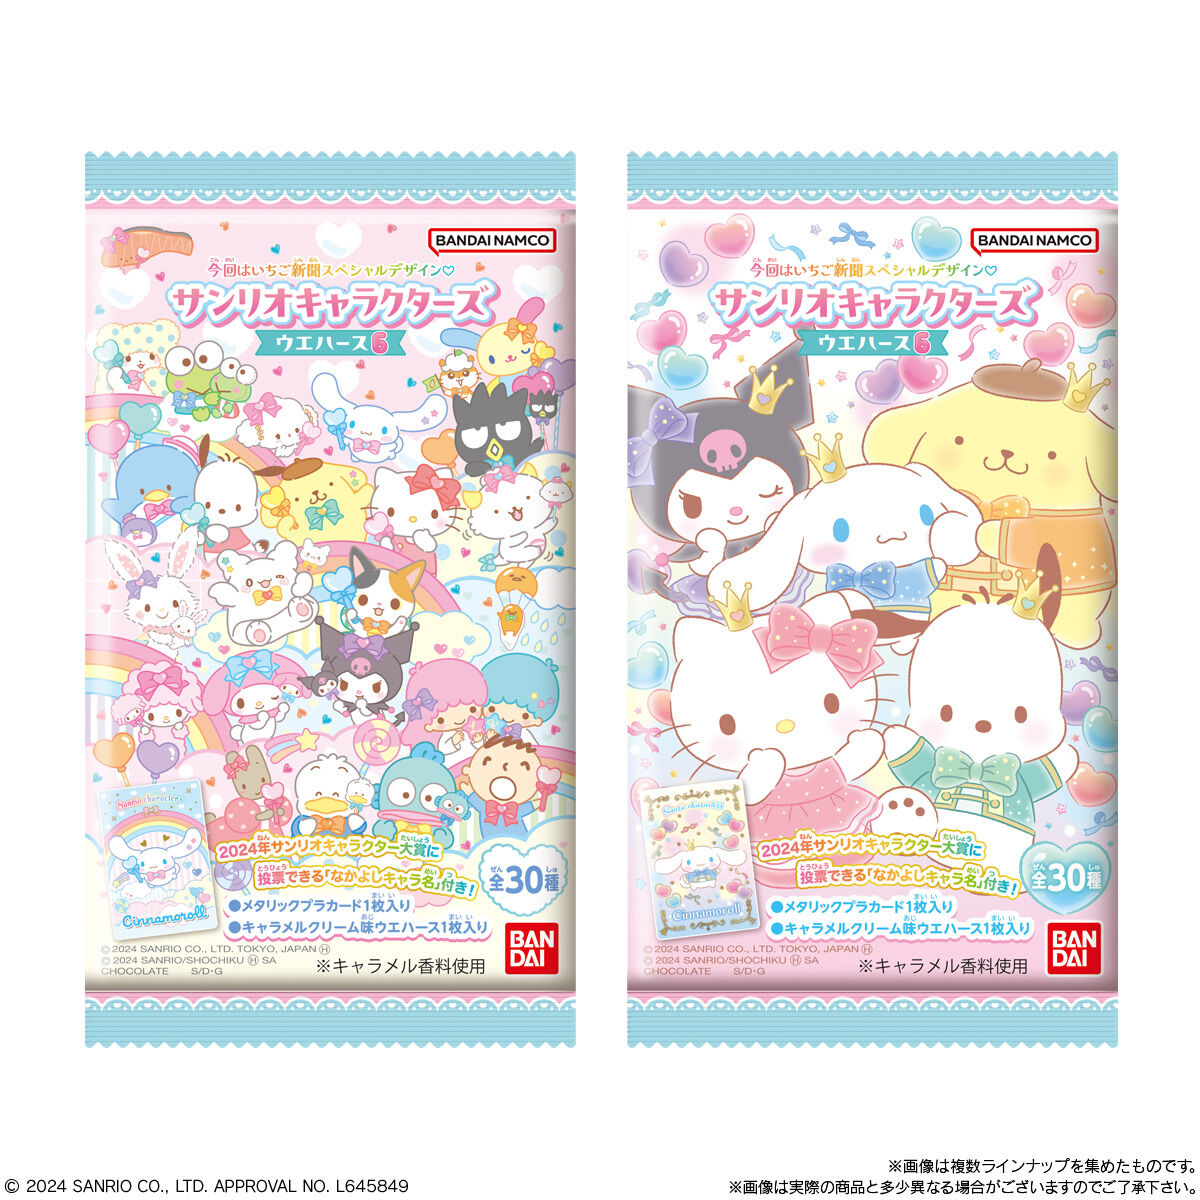 BANDAI NAMCO
今回はいちご新聞スペシャルデザイン♡
サンリオキャラクターズ
ウエハース6
Sanrio characters
Cinnamoroll
2024年サンリオキャラクター大賞に
投票できる「なかよしキャラ名」付き!
全30種
●メタリックプラカード1枚入り
●キャラメルクリーム味ウエハース1枚入り
© 2024 SANRIO CO., LTD. TOKYO, JAPAN Ⓗ
© 2024 SANRIO/SHOCHIKU Ⓗ SA
CHOCOLATE S/D·G
※キャラメル香料使用
BAN
DAI
BANDAI NAMCO
今回はいちご新聞スペシャルデザイン♡
サンリオキャラクターズ
ウエハース6
Sanrio characters
Cinnamoroll
2024年サンリオキャラクター大賞に
投票できる「なかよしキャラ名」付き!
全30種
●メタリックプラカード1枚入り
●キャラメルクリーム味ウエハース1枚入り
© 2024 SANRIO CO., LTD. TOKYO, JAPAN Ⓗ
© 2024 SANRIO/SHOCHIKU Ⓗ SA
CHOCOLATE S/D·G
※キャラメル香料使用
BAN
DAI
※画像は複数ラインナップを集めたものです。
© 2024 SANRIO CO., LTD. APPROVAL NO. L645849
※画像は実際の商品と多少異なる場合がございますのでご了承下さい。